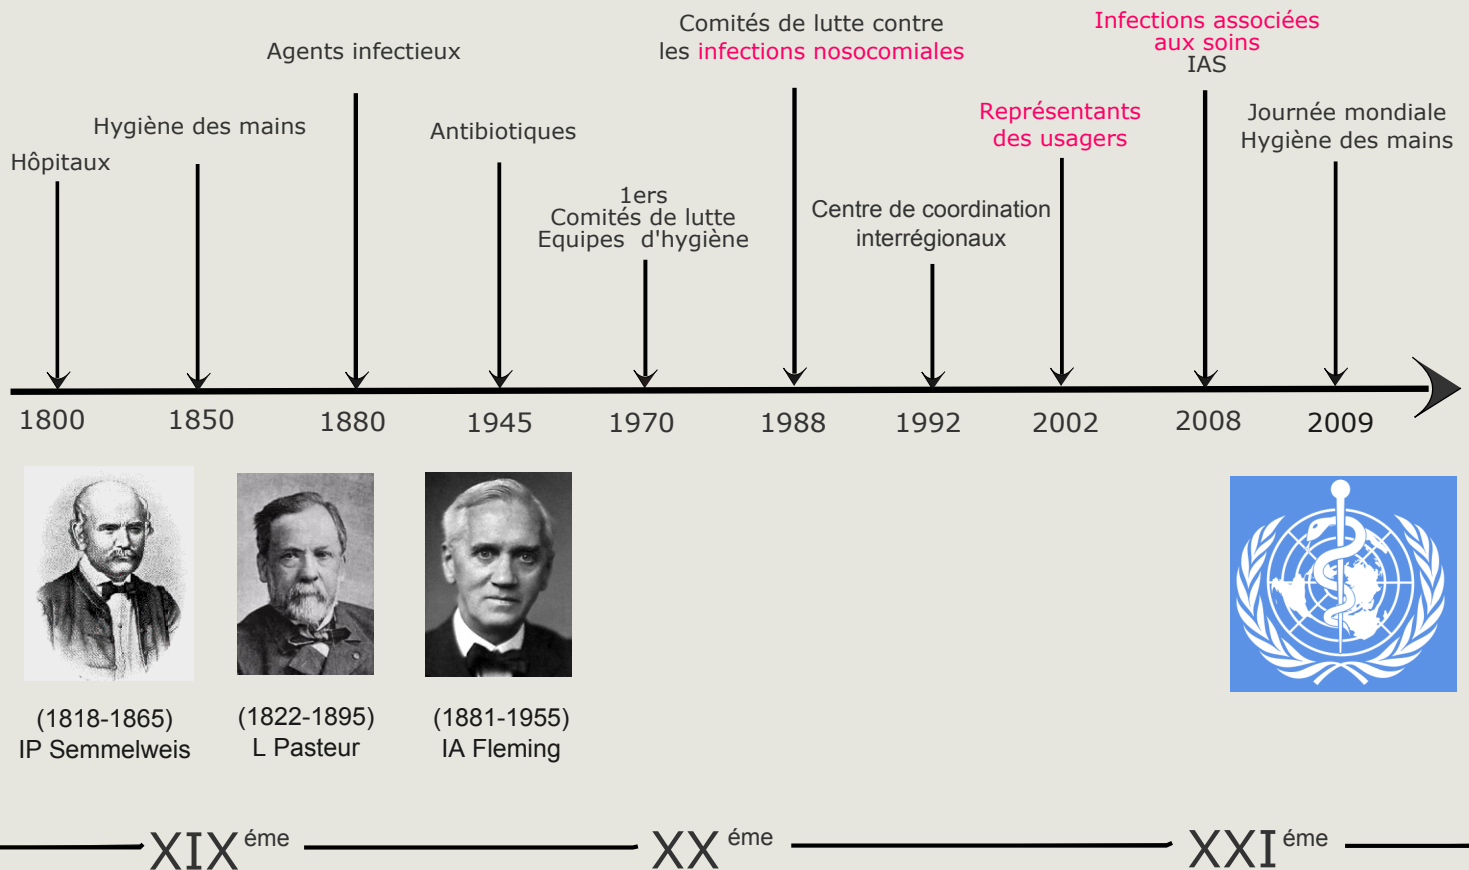 Hôpitaux
Hygiène des mains
Agents infectieux
Antibiotiques
1ers
Comités de lutte
Equipes d'hygiène
Comités de lutte contre
les infections nosocomiales
Centre de coordination
interrégionaux
Représentants
des usagers
Infections associées
aux soins
IAS
Journée mondiale
Hygiène des mains
1800 1850 1880 1945 1970 1988 1992 2002 2008 2009
(1818-1865)
IP Semmelweis
(1822-1895)
L Pasteur
(1881-1955)
IA Fleming
XIX éme XX éme XXI éme